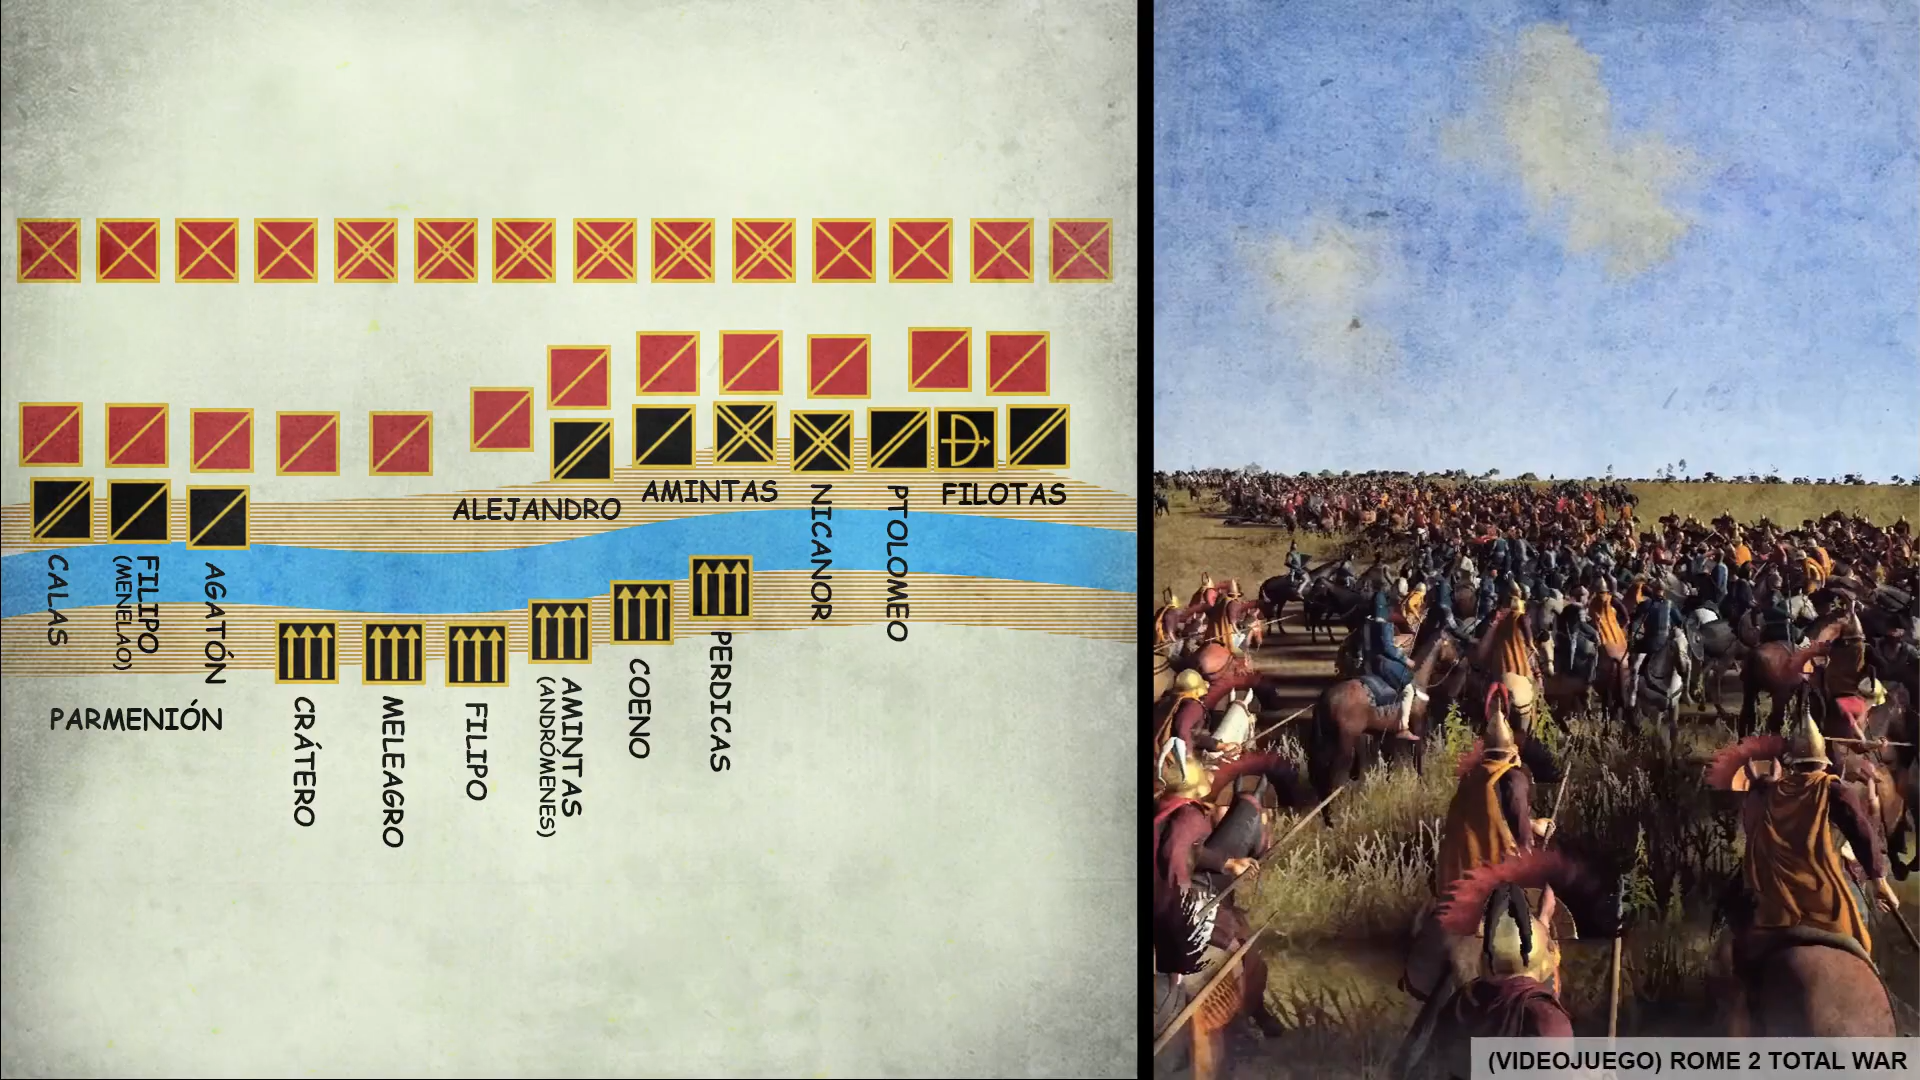 ALEJANDRO
AMINTAS
NICANOR
PTOLOMEO
FILOTAS
CALAS
FILIPO
(MENELAO)
AGATÓN
PARMENIÓN
CRÁTERO
MELEAGRO
FILIPO
AMINTAS
(ANDRÓMENES)
COENO
PERDICAS
(VIDEOJUEGO) ROME 2 TOTAL WAR